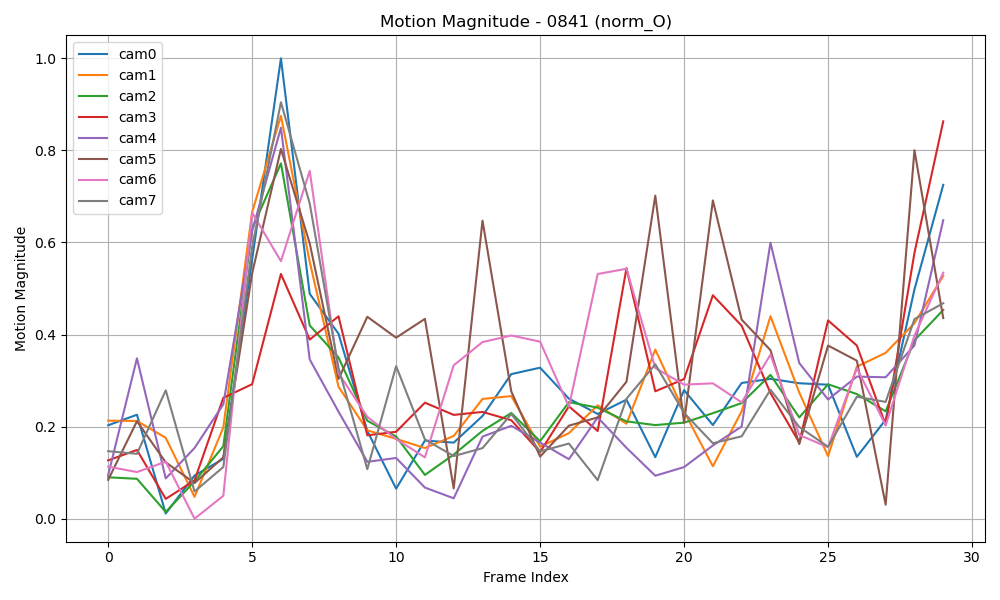 Motion Magnitude - 0841 (norm_O)
cam0
cam1
cam2
cam3
cam4
cam5
cam6
cam7
Motion Magnitude
1.0
0.8
0.6
0.4
0.2
0.0
0 5 10 15 20 25 30
Frame Index